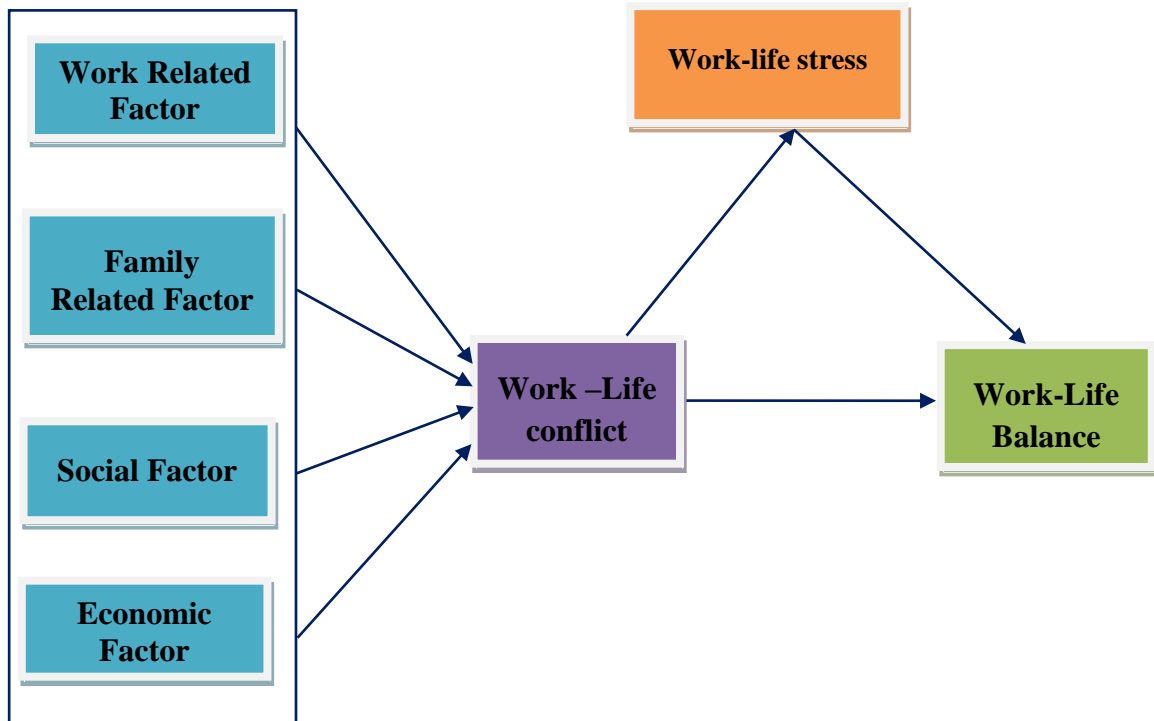 Work Related
Factor
Family
Related Factor
Social Factor
Economic
Factor
Work –Life
conflict
Work-life stress
Work-Life
Balance